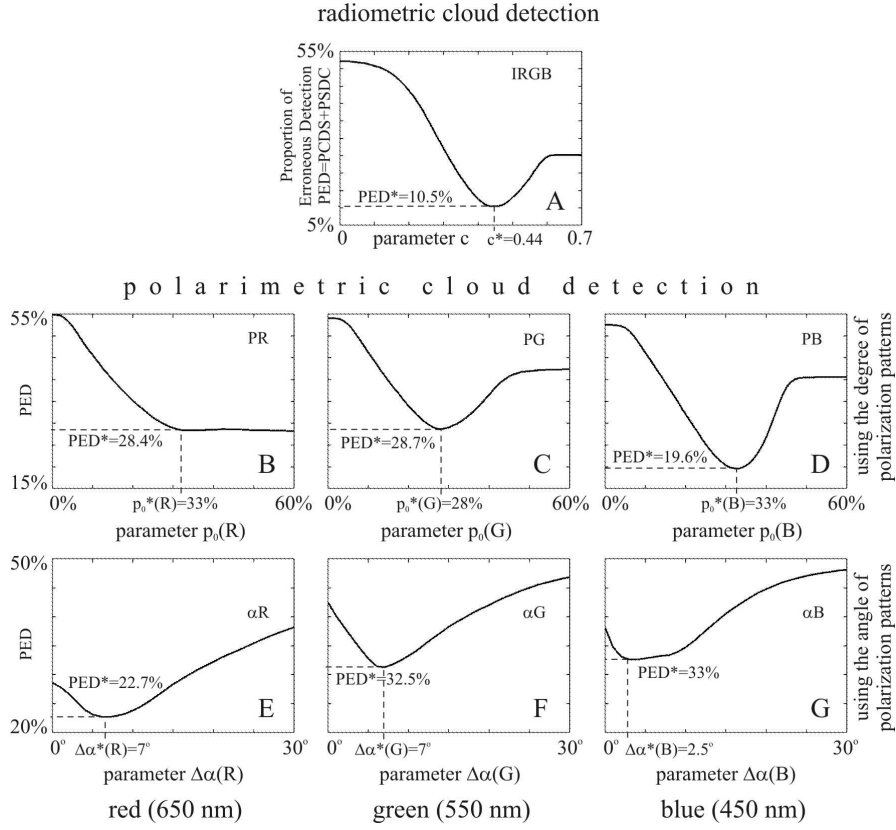 radiometric cloud detection
55%
IRGB
Proportion of
Erroneous Detection
PED=PCDS+PSDC
PED*=10.5%
A
5%
0
parameter c
c*=0.44
0.7
polarimetric cloud detection
55%
PR
PED
PED*=28.4%
B
15%
0%
p₀*(R)=33%
60%
parameter p₀(R)
PG
PED*=28.7%
C
0%
p₀*(G)=28%
60%
parameter p₀(G)
PB
PED*=19.6%
D
0%
p₀*(B)=33%
60%
parameter p₀(B)
using the degree of
polarization patterns
50%
αR
PED
PED*=22.7%
E
20%
0°
Δα*(R)=7°
30°
parameter Δα(R)
red (650 nm)
αG
PED*=32.5%
F
0°
Δα*(G)=7°
30°
parameter Δα(G)
green (550 nm)
αB
PED*=33%
G
0°
Δα*(B)=2.5°
30°
parameter Δα(B)
blue (450 nm)
using the angle of
polarization patterns